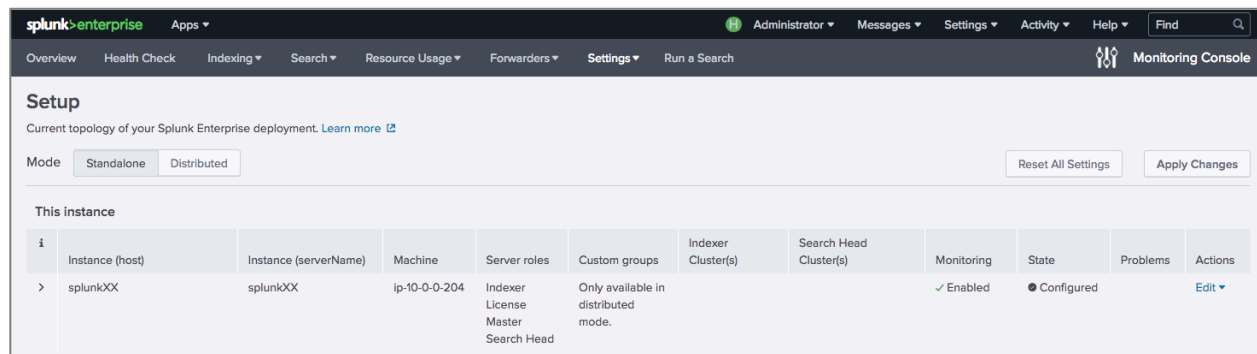 splunk>enterprise Apps ▾ H Administrator ▾ Messages ▾ Settings ▾ Activity ▾ Help ▾ Find
Overview Health Check Indexing ▾ Search ▾ Resource Usage ▾ Forwarders ▾ Settings ▾ Run a Search Monitoring Console
Setup
Current topology of your Splunk Enterprise deployment. Learn more
Mode Standalone Distributed Reset All Settings Apply Changes
This instance
i Instance (host) Instance (serverName) Machine Server roles Custom groups Indexer Cluster(s) Search Head Cluster(s) Monitoring State Problems Actions
> splunkXX splunkXX ip-10-0-0-204 Indexer Only available in ✓ Enabled Configured Edit ▾
License distributed
Master mode.
Search Head